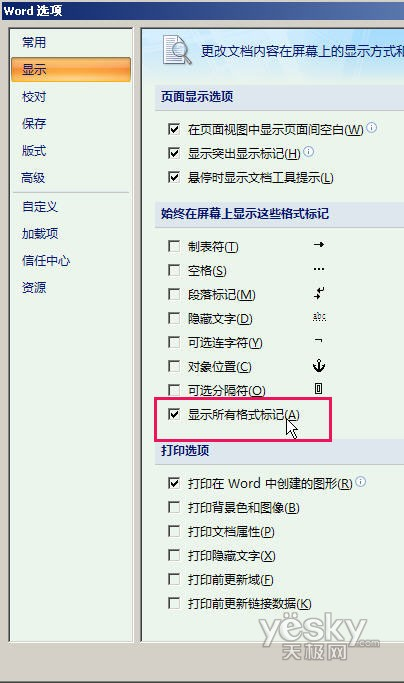 Word 选项
常用
显示
校对
保存
版式
高级
自定义
加载项
信任中心
资源
更改文档内容在屏幕上的显示方式和
页面显示选项
在页面视图中显示页面间空白(W)
显示突出显示标记(H)
悬停时显示文档工具提示(L)
始终在屏幕上显示这些格式标记
制表符(T) →
空格(S) ···
段落标记(M)
隐藏文字(D) abc
可选连字符(Y) ¬
对象位置(C)
可选分隔符(O)
显示所有格式标记(A)
打印选项
打印在 Word 中创建的图形(R)
打印背景色和图像(B)
打印文档属性(P)
打印隐藏文字(X)
打印前更新域(F)
打印前更新链接数据(K)
yesky
.com
天极网